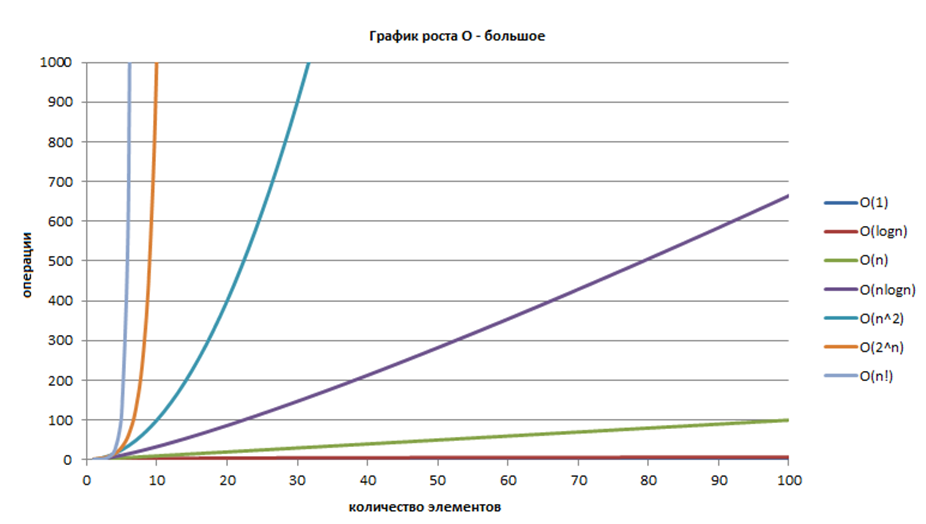 График роста O - большое
1000
900
800
700
600
500
400
300
200
100
0
операции
0 10 20 30 40 50 60 70 80 90 100
количество элементов
O(1)
O(logn)
O(n)
O(nlogn)
O(n^2)
O(2^n)
O(n!)